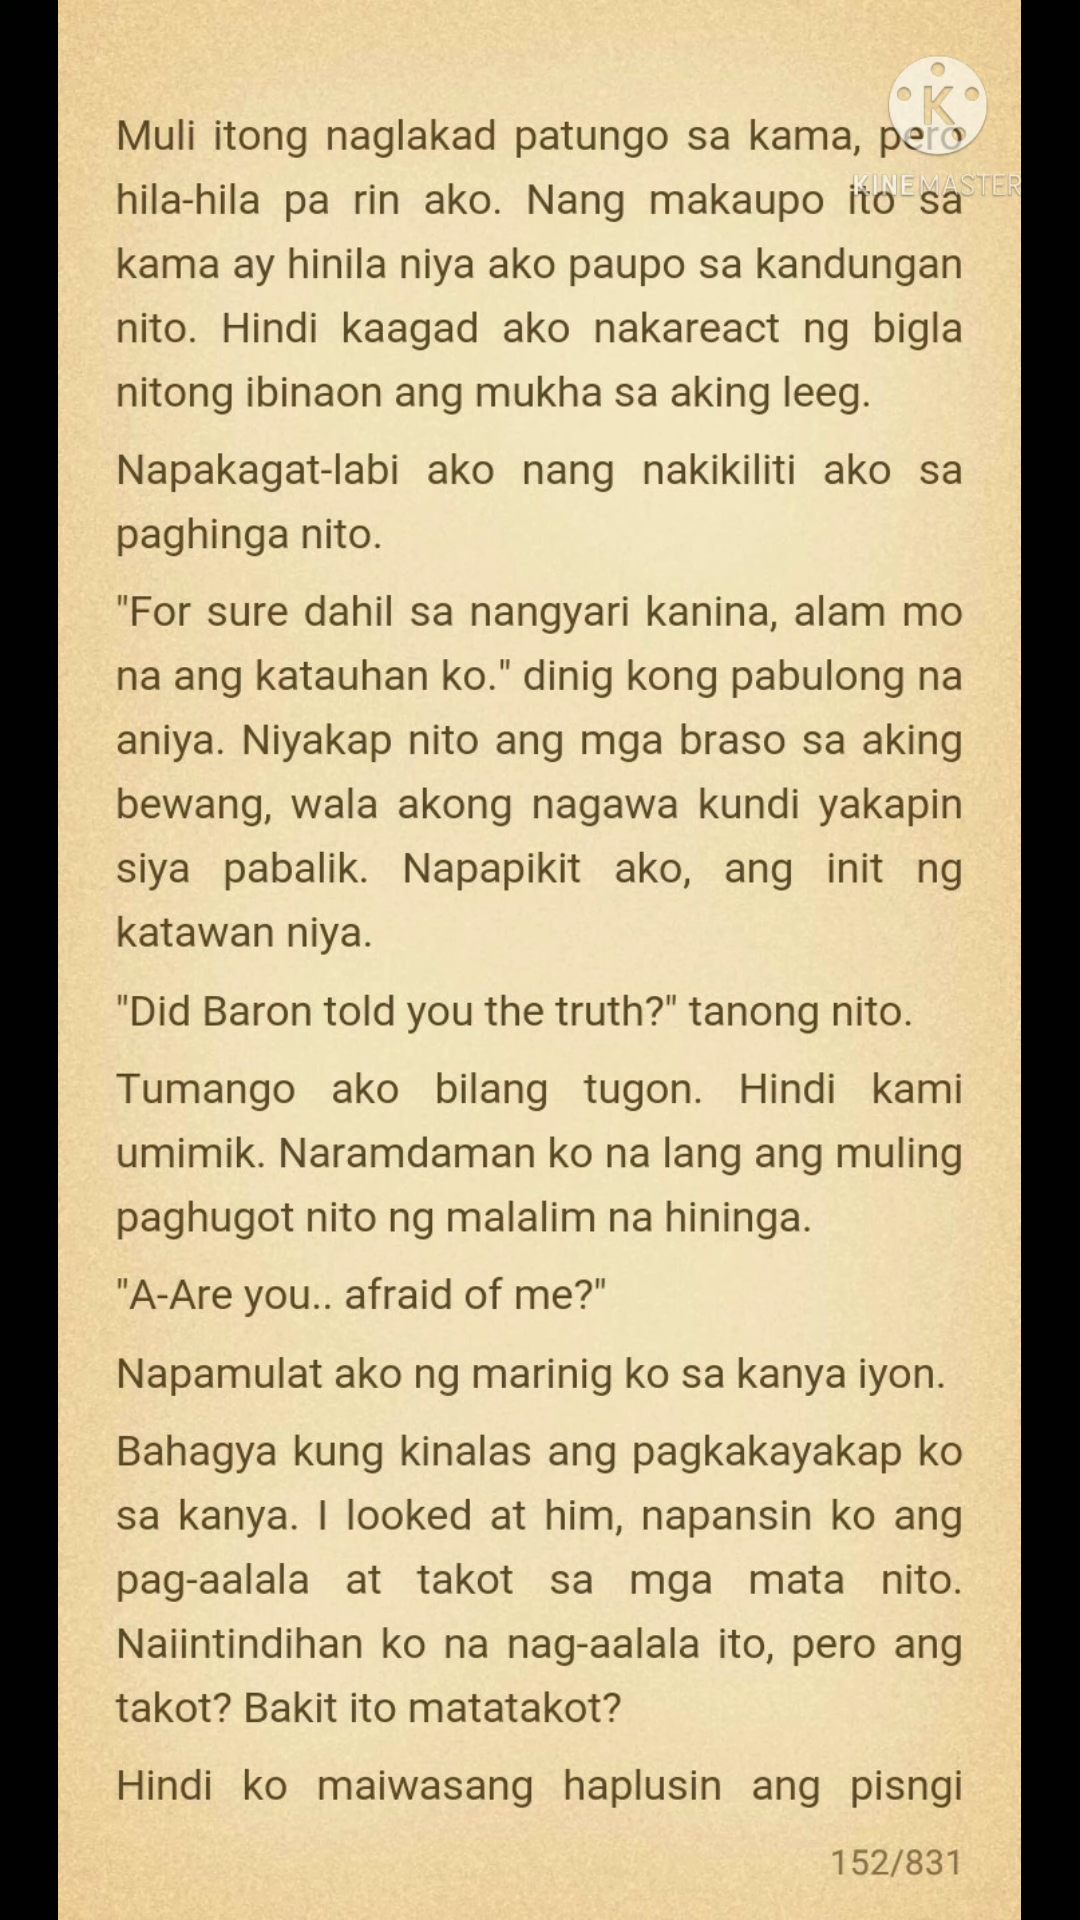 Muli itong naglakad patungo sa kama, pero
K
KINEMASTER
hila-hila pa rin ako. Nang makaupo ito sa
kama ay hinila niya ako paupo sa kandungan
nito. Hindi kaagad ako nakareact ng bigla
nitong ibinaon ang mukha sa aking leeg.
Napakagat-labi ako nang nakikiliti ako sa
paghinga nito.
"For sure dahil sa nangyari kanina, alam mo
na ang katauhan ko." dinig kong pabulong na
aniya. Niyakap nito ang mga braso sa aking
bewang, wala akong nagawa kundi yakapin
siya pabalik. Napapikit ako, ang init ng
katawan niya.
"Did Baron told you the truth?" tanong nito.
Tumango ako bilang tugon. Hindi kami
umimik. Naramdaman ko na lang ang muling
paghugot nito ng malalim na hininga.
"A-Are you.. afraid of me?"
Napamulat ako ng marinig ko sa kanya iyon.
Bahagya kung kinalas ang pagkakayakap ko
sa kanya. I looked at him, napansin ko ang
pag-aalala at takot sa mga mata nito.
Naiintindihan ko na nag-aalala ito, pero ang
takot? Bakit ito matatakot?
Hindi ko maiwasang haplusin ang pisngi
152/831